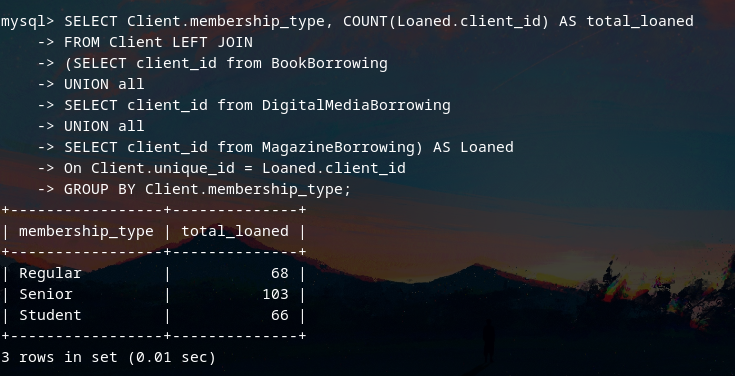 mysql> SELECT Client.membership_type, COUNT(Loaned.client_id) AS total_loaned
    -> FROM Client LEFT JOIN
    -> (SELECT client_id from BookBorrowing
    -> UNION all
    -> SELECT client_id from DigitalMediaBorrowing
    -> UNION all
    -> SELECT client_id from MagazineBorrowing) AS Loaned
    -> On Client.unique_id = Loaned.client_id
    -> GROUP BY Client.membership_type;
+-----------------+--------------+
| membership_type | total_loaned |
+-----------------+--------------+
| Regular         |           68 |
| Senior          |          103 |
| Student         |           66 |
+-----------------+--------------+
3 rows in set (0.01 sec)